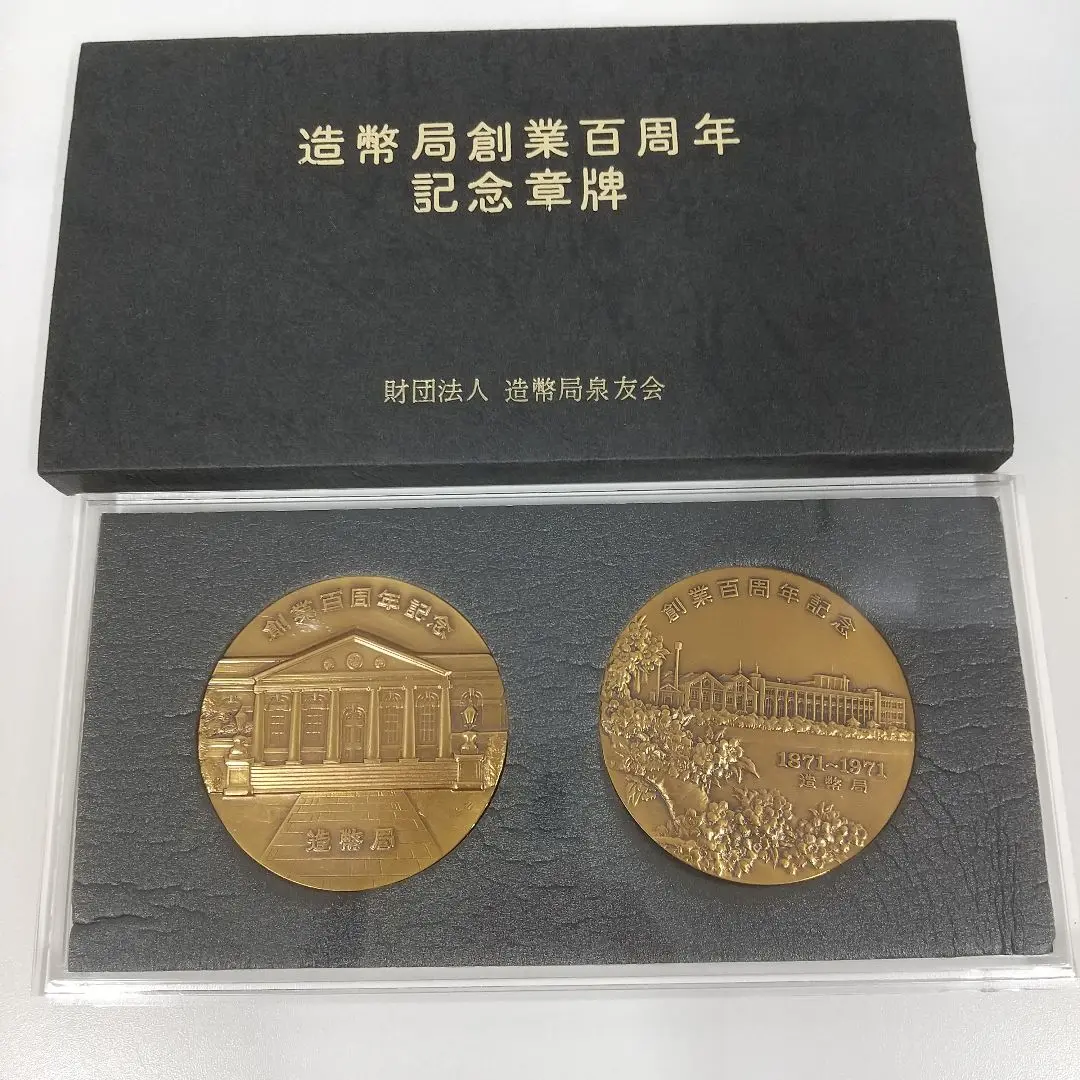 造幣局創業百周年
記念章牌
財団法人 造幣局泉友会
創業百周年記念
造幣局
創業百周年記念
1871~1971
造幣局